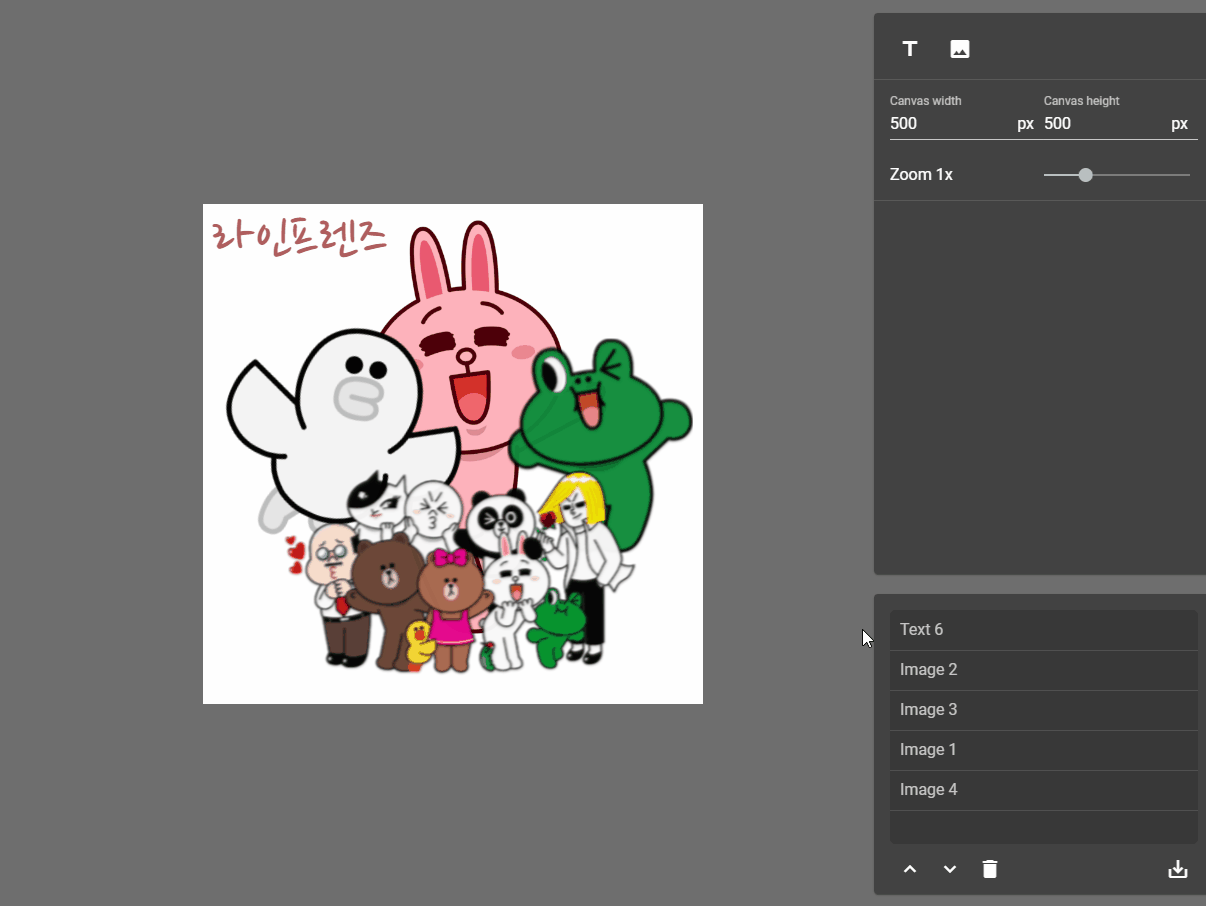 라인프렌즈
Canvas width
Canvas height
500 px
500 px
Zoom 1x
Text 6
Image 2
Image 3
Image 1
Image 4